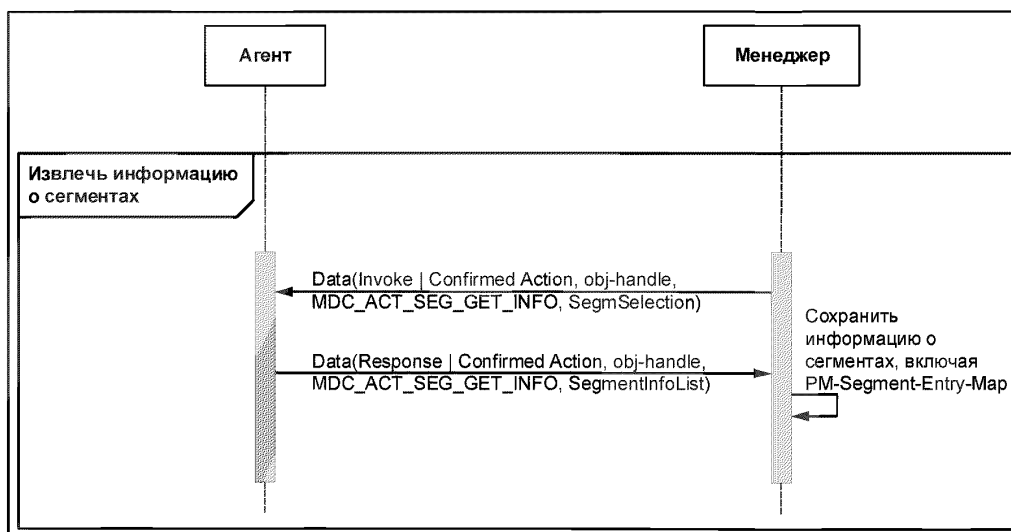 Агент
Менеджер
Извлечь информацию
о сегментах
Data(Invoke | Confirmed Action, obj-handle,
MDC_ACT_SEG_GET_INFO, SegmSelection)
Data(Response | Confirmed Action, obj-handle,
MDC_ACT_SEG_GET_INFO, SegmentInfoList)
Сохранить
информацию о
сегментах, включая
PM-Segment-Entry-Map